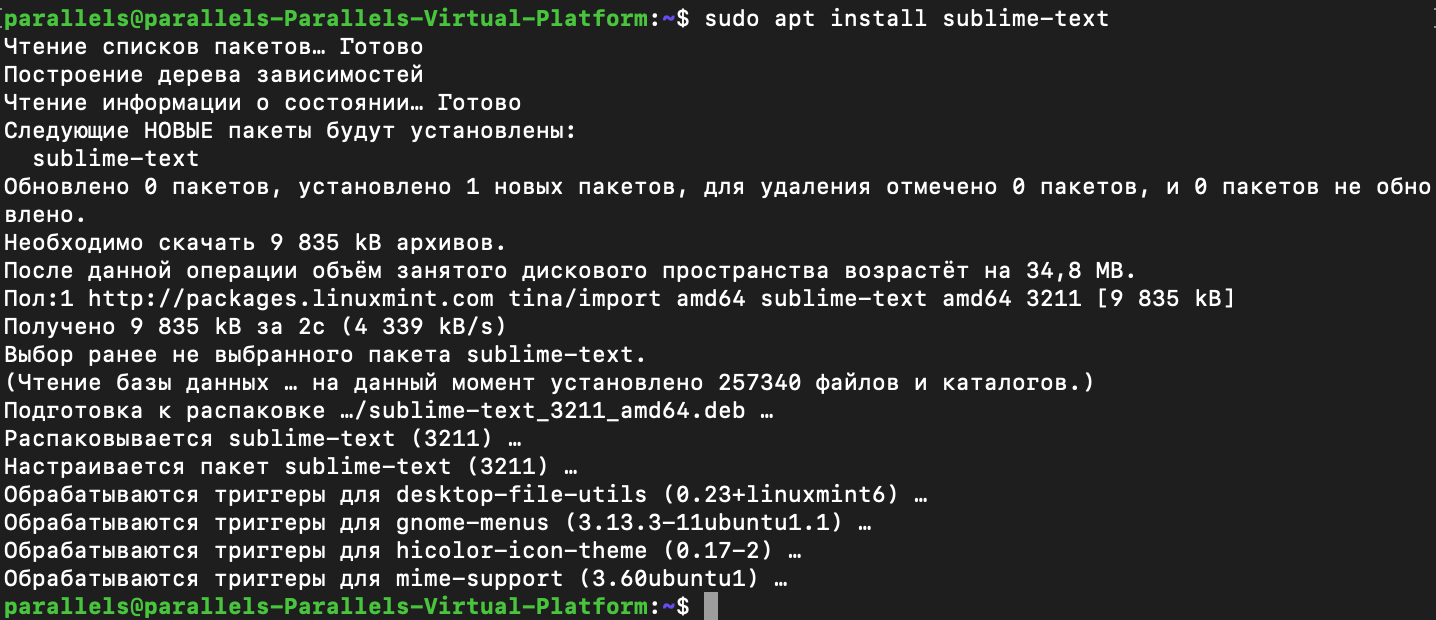 parallels@parallels-Parallels-Virtual-Platform:~$ sudo apt install sublime-text
Чтение списков пакетов… Готово
Построение дерева зависимостей
Чтение информации о состоянии… Готово
Следующие НОВЫЕ пакеты будут установлены:
  sublime-text
Обновлено 0 пакетов, установлено 1 новых пакетов, для удаления отмечено 0 пакетов, и 0 пакетов не обно
влено.
Необходимо скачать 9 835 kB архивов.
После данной операции объём занятого дискового пространства возрастёт на 34,8 MB.
Пол:1 http://packages.linuxmint.com tina/import amd64 sublime-text amd64 3211 [9 835 kB]
Получено 9 835 kB за 2с (4 339 kB/s)
Выбор ранее не выбранного пакета sublime-text.
(Чтение базы данных … на данный момент установлено 257340 файлов и каталогов.)
Подготовка к распаковке …/sublime-text_3211_amd64.deb …
Распаковывается sublime-text (3211) …
Настраивается пакет sublime-text (3211) …
Обрабатываются триггеры для desktop-file-utils (0.23+linuxmint6) …
Обрабатываются триггеры для gnome-menus (3.13.3-11ubuntu1.1) …
Обрабатываются триггеры для hicolor-icon-theme (0.17-2) …
Обрабатываются триггеры для mime-support (3.60ubuntu1) …
parallels@parallels-Parallels-Virtual-Platform:~$